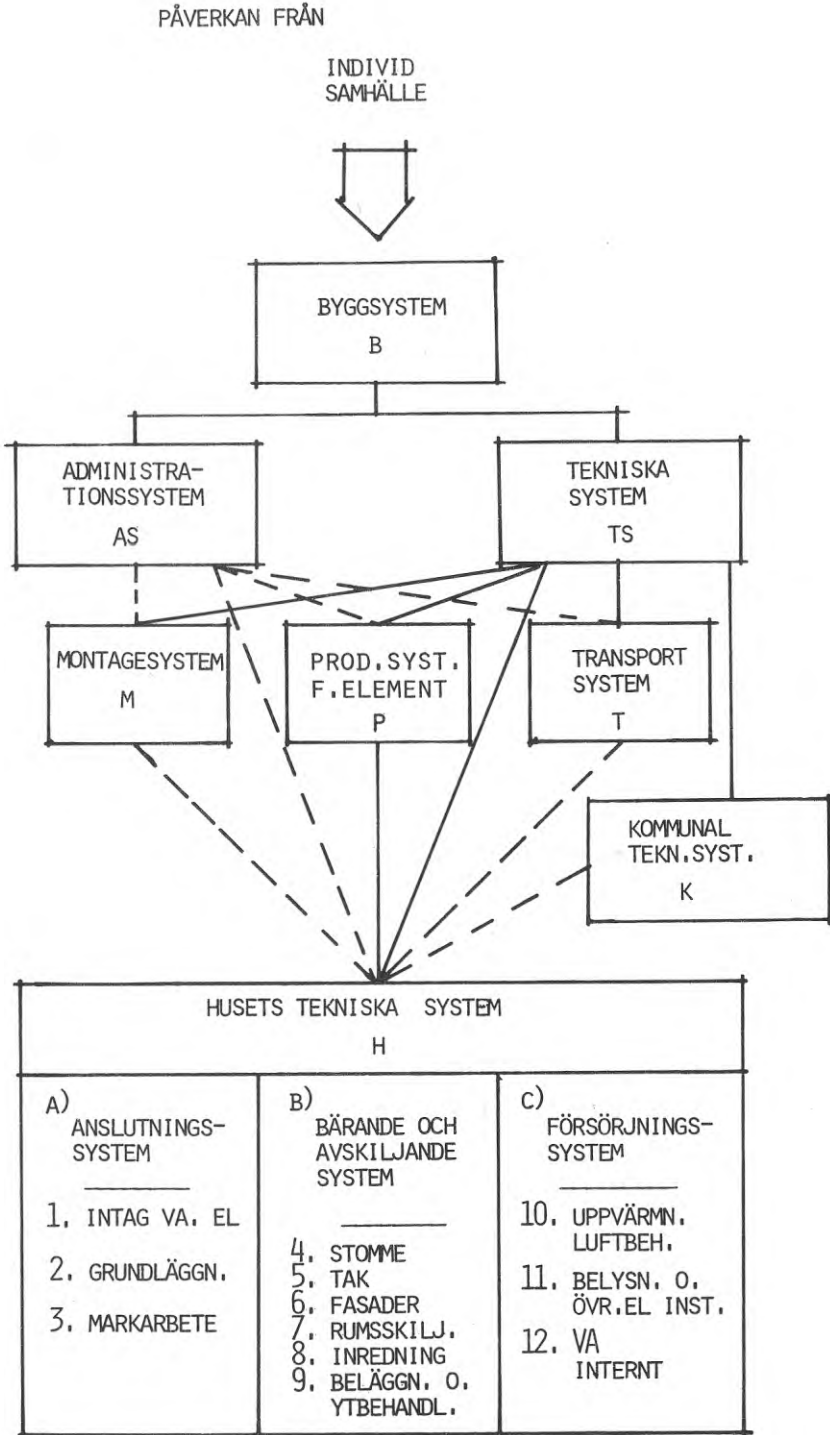 PÅVERKAN FRÅN
INDIVID
SAMHÄLLE
BYGGSYSTEM
B
ADMINISTRA-
TIONSSYSTEM
AS
TEKNISKA
SYSTEM
TS
MONTAGESYSTEM
M
PROD.SYST.
F.ELEMENT
P
TRANSPORT
SYSTEM
T
KOMMUNAL
TEKN.SYST.
K
HUSETS TEKNISKA SYSTEM
H
A)
ANSLUTNINGS-
SYSTEM
1. INTAG VA. EL
2. GRUNDLÄGGN.
3. MARKARBETE
B)
BÄRANDE OCH
AVSKILJANDE
SYSTEM
4. STOMME
5. TAK
6. FASADER
7. RUMSSKILJ.
8. INREDNING
9. BELÄGGN. O.
YTBEHANDL.
C)
FÖRSÖRJNINGS-
SYSTEM
10. UPPVÄRMN.
LUFTBEH.
11. BELYSN. O.
ÖVR.EL INST.
12. VA
INTERNT